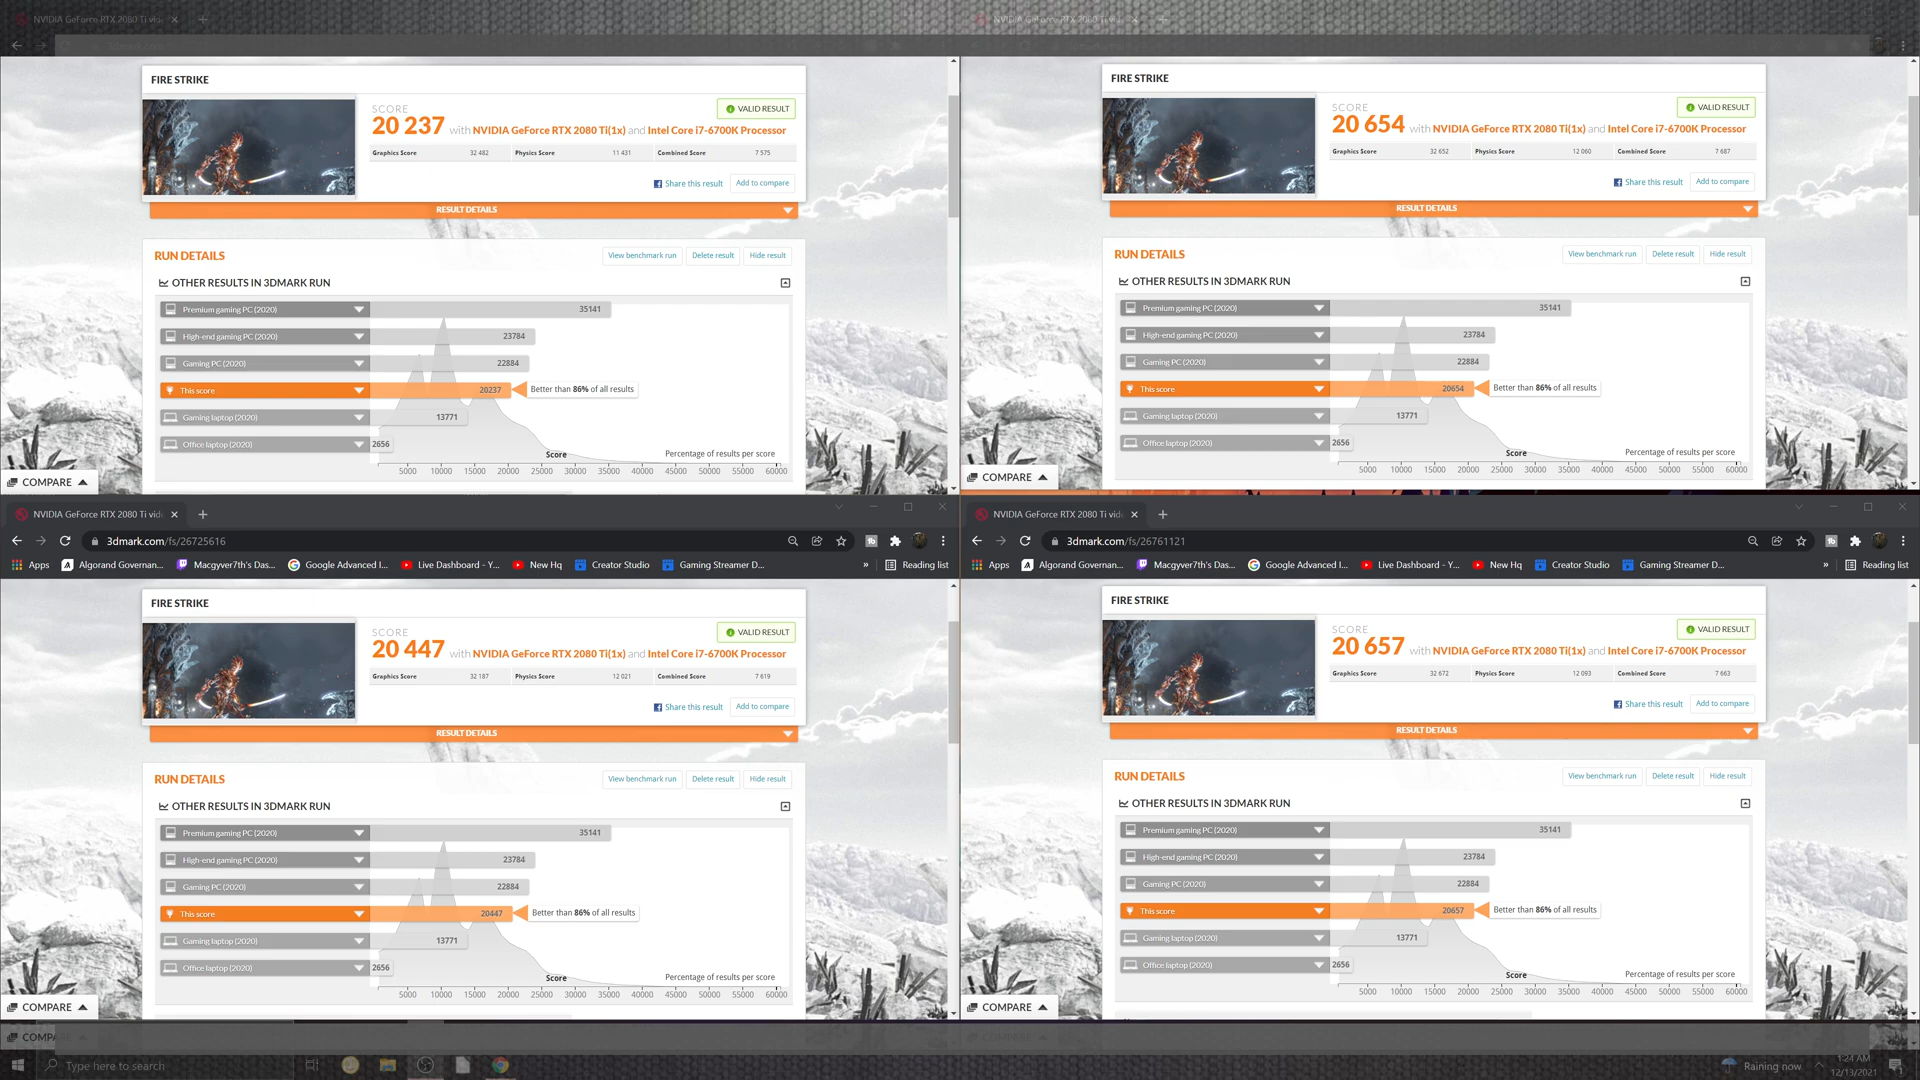 NVIDIA GeForce RTX 2080 Ti vid
NVIDIA GeForce RTX 2080 Ti vid
FIRE STRIKE
SCORE
VALID RESULT
20 237 with NVIDIA GeForce RTX 2080 Ti(1x) and Intel Core i7-6700K Processor
Graphics Score 32 482 Physics Score 11 431 Combined Score 7 575
Share this result Add to compare
RESULT DETAILS
RUN DETAILS View benchmark run Delete result Hide result
OTHER RESULTS IN 3DMARK RUN
Premium gaming PC (2020) 35141
High-end gaming PC (2020) 23784
Gaming PC (2020) 22884
This score 20237 Better than 86% of all results
Gaming laptop (2020) 13771
Office laptop (2020) 2656
Score Percentage of results per score
5000 10000 15000 20000 25000 30000 35000 40000 45000 50000 55000 60000
COMPARE
FIRE STRIKE
SCORE
VALID RESULT
20 654 with NVIDIA GeForce RTX 2080 Ti(1x) and Intel Core i7-6700K Processor
Graphics Score 32 652 Physics Score 12 060 Combined Score 7 687
Share this result Add to compare
RESULT DETAILS
RUN DETAILS View benchmark run Delete result Hide result
OTHER RESULTS IN 3DMARK RUN
Premium gaming PC (2020) 35141
High-end gaming PC (2020) 23784
Gaming PC (2020) 22884
This score 20654 Better than 86% of all results
Gaming laptop (2020) 13771
Office laptop (2020) 2656
Score Percentage of results per score
5000 10000 15000 20000 25000 30000 35000 40000 45000 50000 55000 60000
COMPARE
NVIDIA GeForce RTX 2080 Ti vid
3dmark.com/fs/26725616
Apps Algorand Governan... Macgyver7th's Das... Google Advanced I... Live Dashboard - Y... New Hq Creator Studio Gaming Streamer D... » Reading list
FIRE STRIKE
SCORE
VALID RESULT
20 447 with NVIDIA GeForce RTX 2080 Ti(1x) and Intel Core i7-6700K Processor
Graphics Score 32 187 Physics Score 12 021 Combined Score 7 619
Share this result Add to compare
RESULT DETAILS
RUN DETAILS View benchmark run Delete result Hide result
OTHER RESULTS IN 3DMARK RUN
Premium gaming PC (2020) 35141
High-end gaming PC (2020) 23784
Gaming PC (2020) 22884
This score 20447 Better than 86% of all results
Gaming laptop (2020) 13771
Office laptop (2020) 2656
Score Percentage of results per score
5000 10000 15000 20000 25000 30000 35000 40000 45000 50000 55000 60000
COMPARE
NVIDIA GeForce RTX 2080 Ti vid
3dmark.com/fs/26761121
Apps Algorand Governan... Macgyver7th's Das... Google Advanced I... Live Dashboard - Y... New Hq Creator Studio Gaming Streamer D... » Reading list
FIRE STRIKE
SCORE
VALID RESULT
20 657 with NVIDIA GeForce RTX 2080 Ti(1x) and Intel Core i7-6700K Processor
Graphics Score 32 672 Physics Score 12 093 Combined Score 7 663
Share this result Add to compare
RESULT DETAILS
RUN DETAILS View benchmark run Delete result Hide result
OTHER RESULTS IN 3DMARK RUN
Premium gaming PC (2020) 35141
High-end gaming PC (2020) 23784
Gaming PC (2020) 22884
This score 20657 Better than 86% of all results
Gaming laptop (2020) 13771
Office laptop (2020) 2656
Score Percentage of results per score
5000 10000 15000 20000 25000 30000 35000 40000 45000 50000 55000 60000
COMPARE
COMPA
Type here to search
Raining now 1:24 AM
12/13/2021